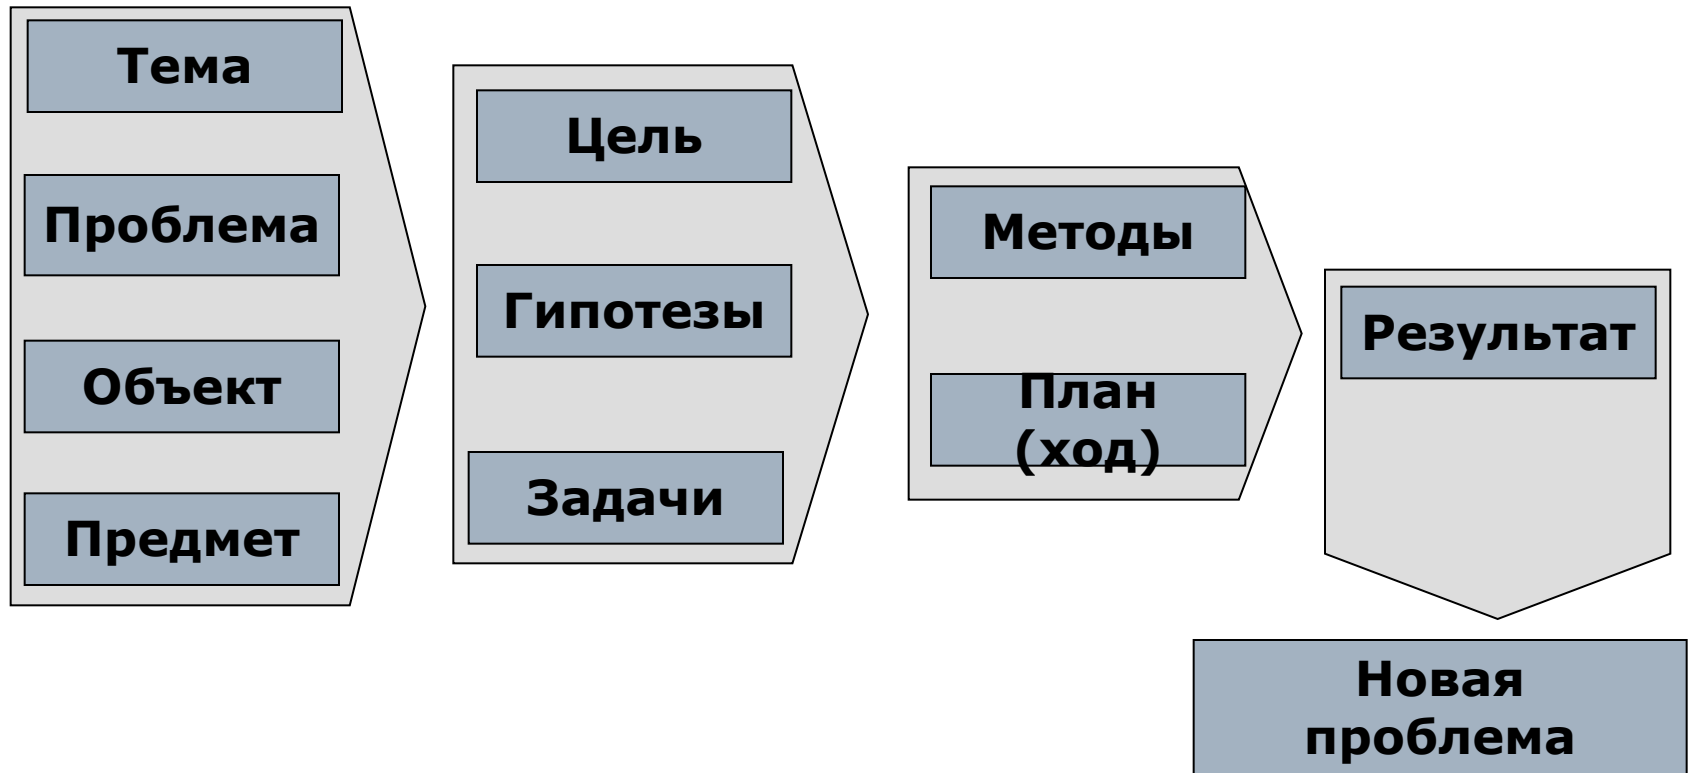 Тема
Проблема
Объект
Предмет
Цель
Гипотезы
Задачи
Методы
План
(ход)
Результат
Новая
проблема